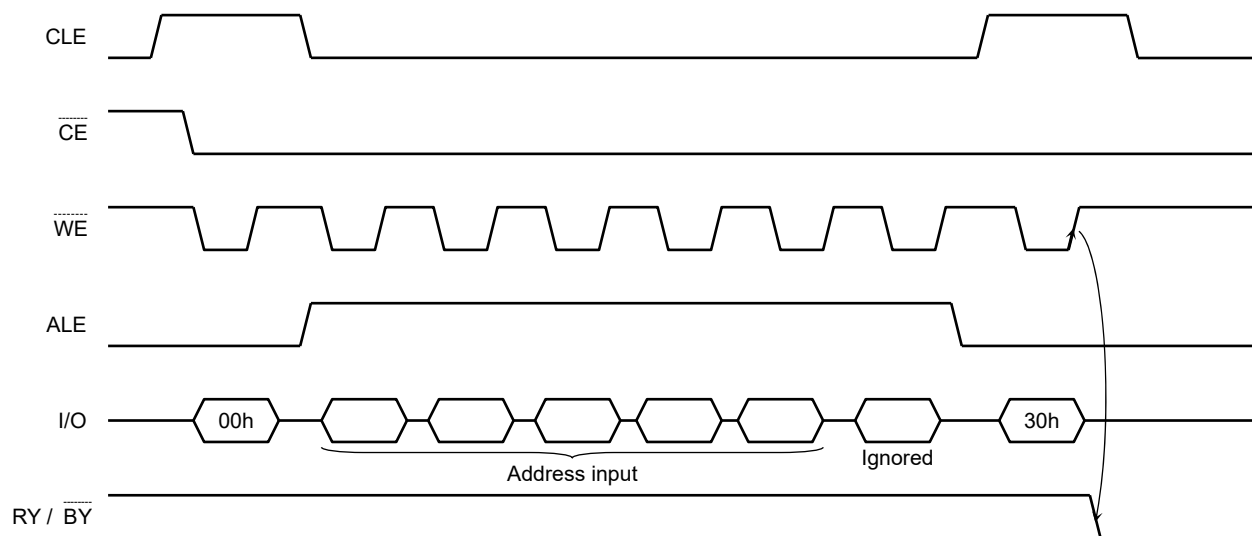 CLE
CE
WE
ALE
I/O
00h
30h
Address input
Ignored
RY / BY